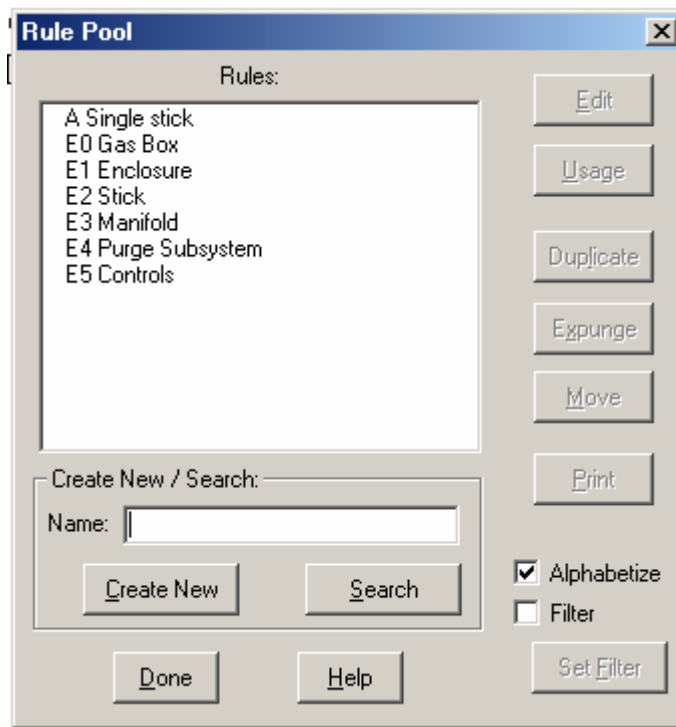 Rule Pool
Rules:
A Single stick
E0 Gas Box
E1 Enclosure
E2 Stick
E3 Manifold
E4 Purge Subsystem
E5 Controls
Edit
Usage
Duplicate
Expunge
Move
Print
Create New / Search:
Name:
Create New Search
Alphabetize
Filter
Done Help
Set Filter